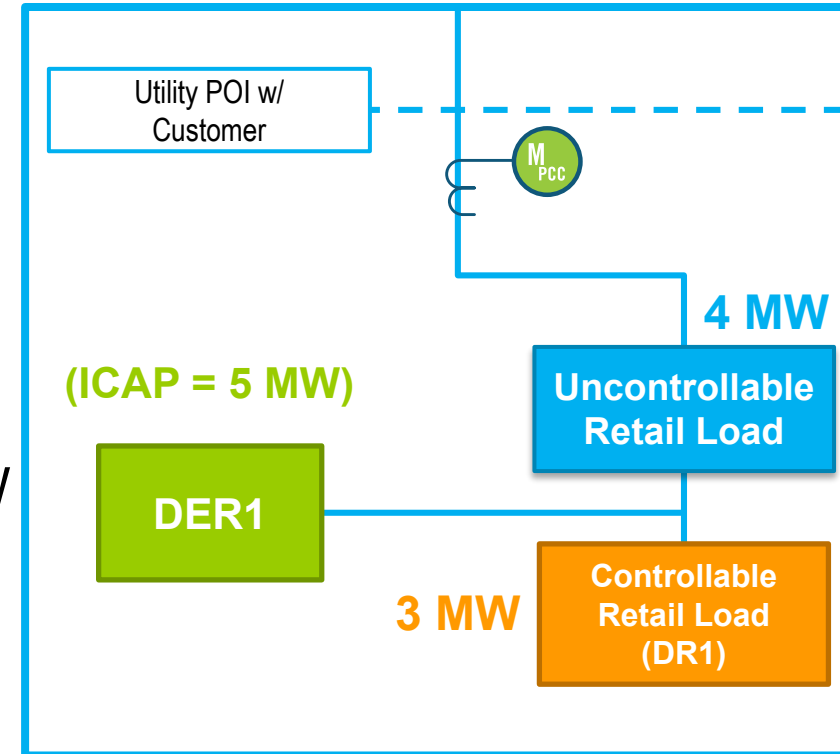 Utility POI w/
Customer
M
PCC
4 MW
(ICAP = 5 MW)
Uncontrollable
Retail Load
/
DER1
3 MW
Controllable
Retail Load
(DR1)